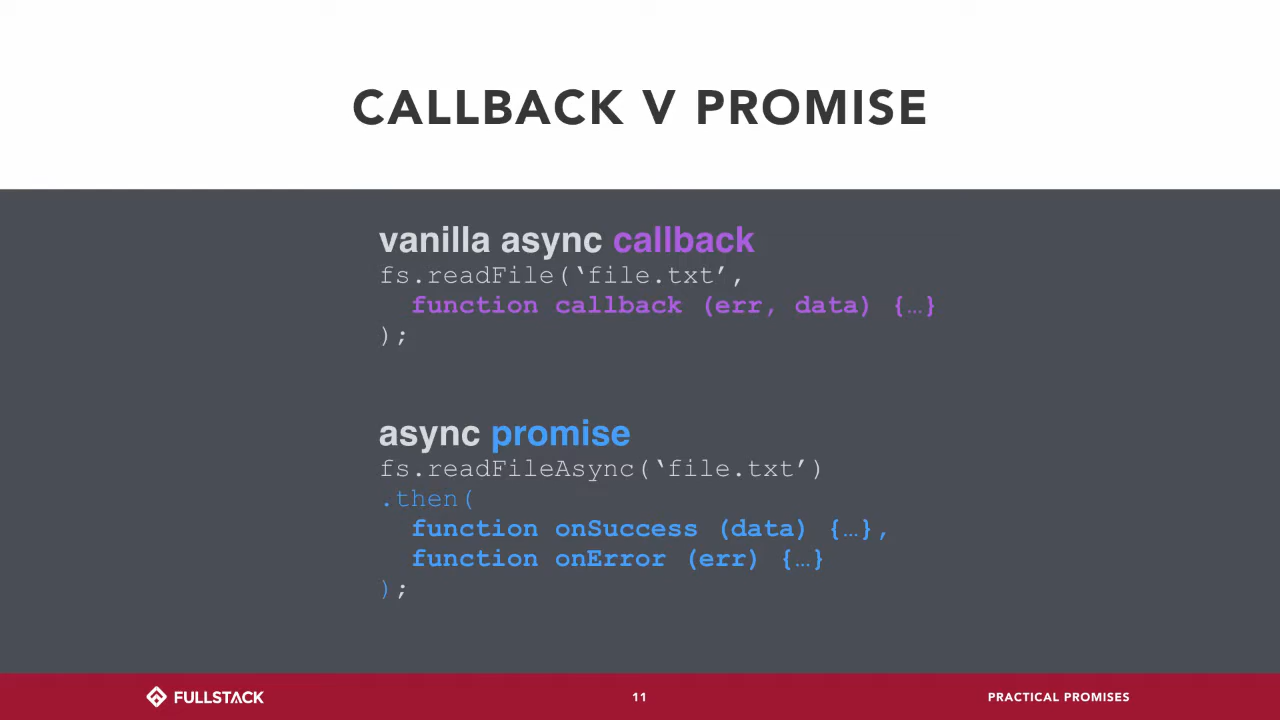 CALLBACK V PROMISE
vanilla async callback
fs.readFile(‘file.txt’,
function callback (err, data) {…}
);
async promise
fs.readFileAsync(‘file.txt’)
.then(
function onSuccess (data) {…},
function onError (err) {…}
);
FULLSTACK
11
PRACTICAL PROMISES